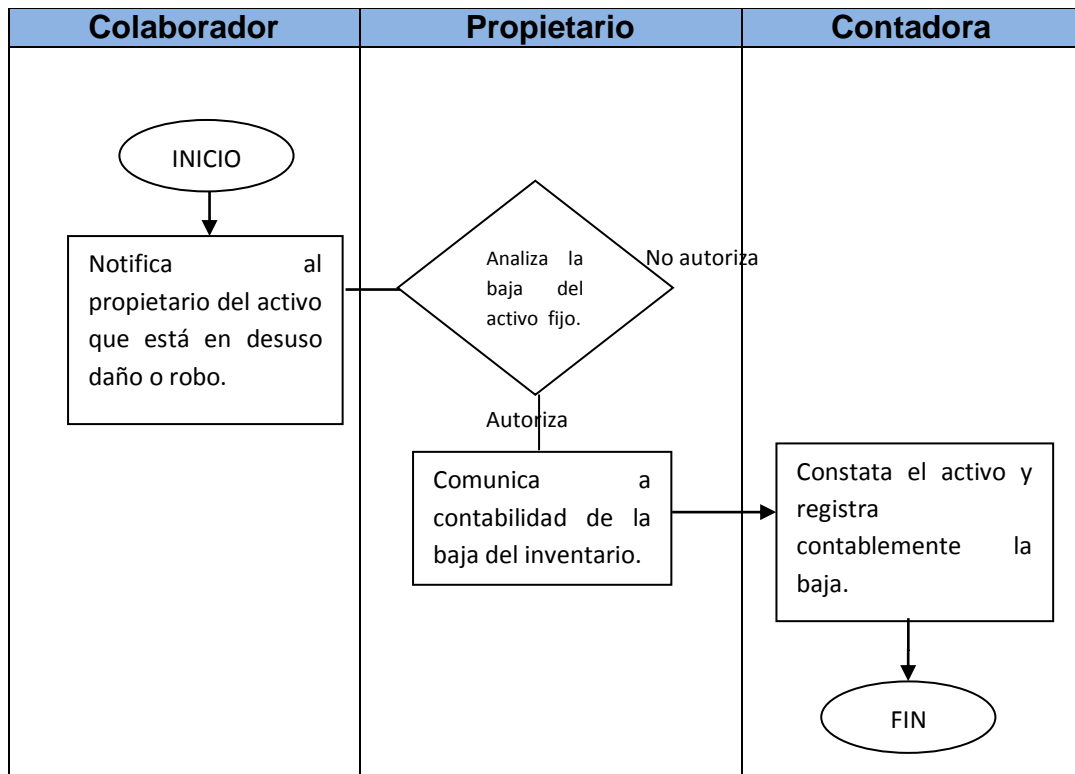 Colaborador
Propietario
Contadora
INICIO
Notifica al
propietario del activo
que está en desuso
daño o robo.
Analiza la
baja del
activo fijo.
No autoriza
Autoriza
Comunica a
contabilidad de la
baja del inventario.
Constata el activo y
registra
contablemente la
baja.
FIN